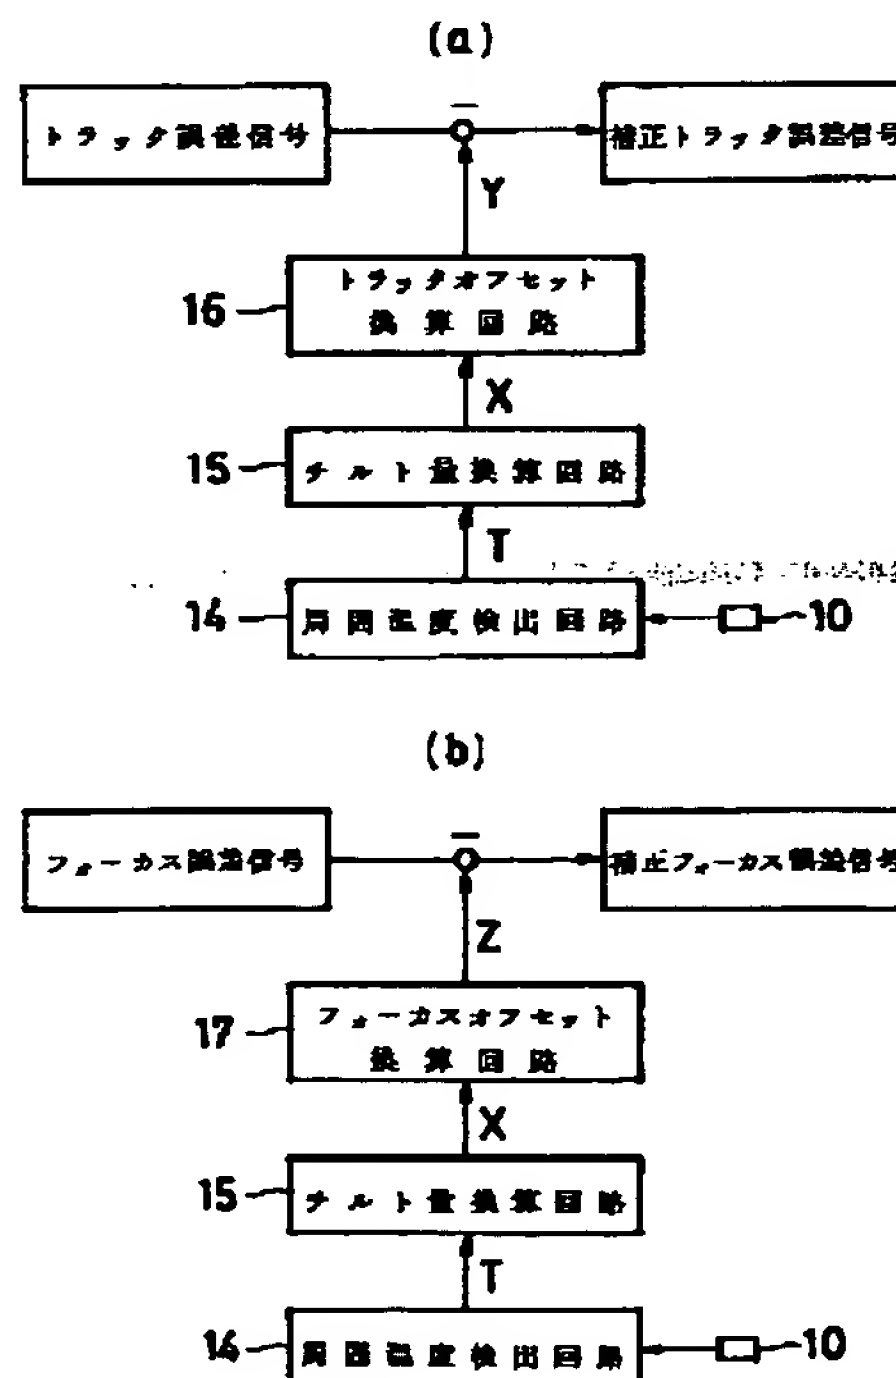 (a)
トラック誤差信号
−
補正トラック誤差信号
Y
16
トラックオフセット
換算回路
X
15
チルト量換算回路
T
14
周囲温度検出回路
10
(b)
フォーカス誤差信号
−
補正フォーカス誤差信号
Z
17
フォーカスオフセット
換算回路
X
15
チルト量換算回路
T
14
周囲温度検出回路
10